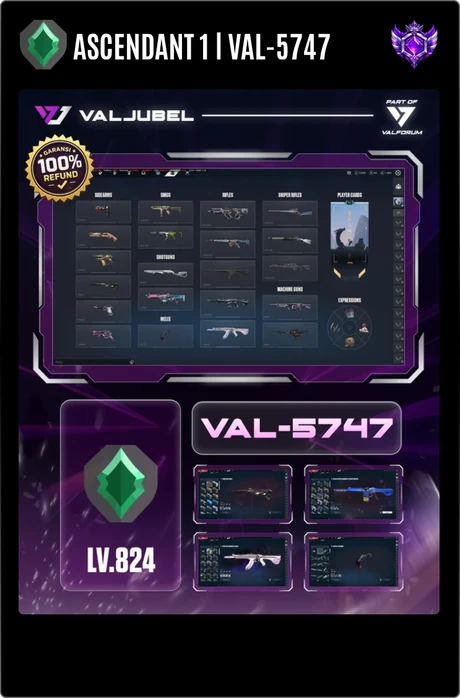 ASCENDANT 1 | VAL-5747
VALJUBEL
PART OF
VALFORUM
GARANSI
100%
REFUND
SIDEARMS
SMGS
RIFLES
SNIPER RIFLES
PLAYER CARDS
SHOTGUNS
MACHINE GUNS
MELEE
EXPRESSIONS
VAL-5747
LV.824